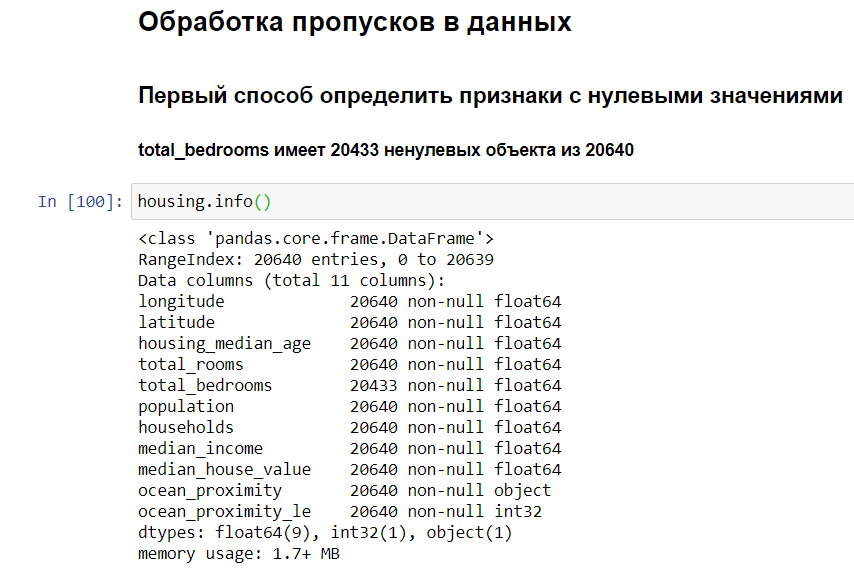 Обработка пропусков в данных
Первый способ определить признаки с нулевыми значениями
total_bedrooms имеет 20433 ненулевых объекта из 20640
In [100]: housing.info()
<class 'pandas.core.frame.DataFrame'>
RangeIndex: 20640 entries, 0 to 20639
Data columns (total 11 columns):
longitude             20640 non-null float64
latitude              20640 non-null float64
housing_median_age    20640 non-null float64
total_rooms           20640 non-null float64
total_bedrooms        20433 non-null float64
population            20640 non-null float64
households            20640 non-null float64
median_income         20640 non-null float64
median_house_value    20640 non-null float64
ocean_proximity       20640 non-null object
ocean_proximity_le    20640 non-null int32
dtypes: float64(9), int32(1), object(1)
memory usage: 1.7+ MB